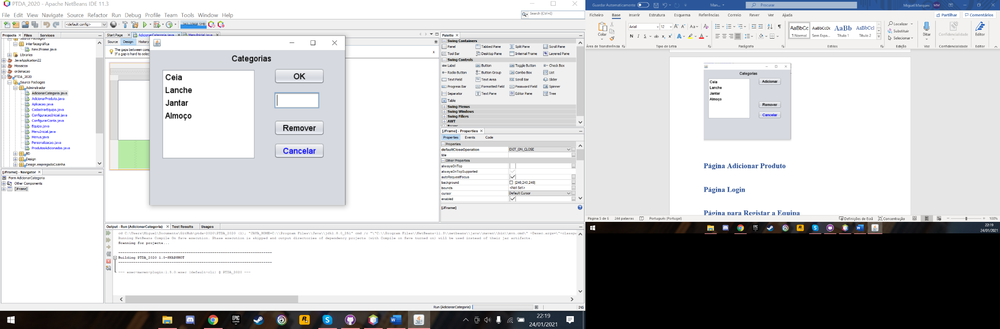 PTDA_2020 - Apache NetBeans IDE 11.3
File Edit View Navigate Source Refactor Run Debug Profile Team Tools Window Help
Search (Ctrl+I)
<default config>
Projects Files Services
Source Packages
interfacegráfica
NewJFrame.java
Libraries
JavaApplication22
Mosaicos
ordenacao
PTDA_2020
Source Packages
Adminstrador
AdicionarCategoria.java
AdicionarProduto.java
Aplicacao.java
CadastrarEquipa.java
ConfiguracaoInicial.java
ConfigurarConta.java
Equipa.java
MenuInicial.java
Menus.java
Personalizacao.java
ProdutosAdicionados.java
BD
Design
Design.empregadoCozinha
[JFrame] - Navigator
Form AdicionarCategoria
Other Components
[JFrame]
Start Page AdicionarCategoria.java MenuInicial.java
Source Design History
The gaps between comp
If a gap is hard to selec
Categorias
Ceia
Lanche
Jantar
Almoço
OK
Remover
Cancelar
Palette
Swing Containers
Panel Tabbed Pane Split Pane Scroll Pane
Tool Bar Desktop Pane Internal Frame Layered Pane
Swing Controls
Label Button Toggle Button Check Box
Radio Button Button Group Combo Box List
Text Field Text Area Scroll Bar Slider
Progress Bar Formatted Field Password Field Spinner
Separator Text Pane Editor Pane Tree
Table
Swing Menus
Swing Windows
Swing Fillers
AWT
[JFrame] - Properties
Properties Events Code
Properties
defaultCloseOperation EXIT_ON_CLOSE
title
Other Properties
alwaysOnTop
alwaysOnTopSupported
autoRequestFocus
background [240,240,240]
bounds <Not Set>
cursor Default Cursor
enabled
[JFrame]
Output - Run (AdicionarCategoria) Test Results Usages
cd C:\Users\Miguel\Documents\GitHub\ptda-2020\PTDA_2020 (1); "JAVA_HOME=C:\\Program Files\\Java\\jdk1.8.0_251" cmd /c "\"C:\\Program Files\\NetBeans-11.3\\netbeans\\java\\maven\\bin\\mvn.cmd\" -Dexec.args=\"-classpa
Running NetBeans Compile On Save execution. Phase execution is skipped and output directories of dependency projects (with Compile on Save turned on) will be used instead of their jar artifacts.
Scanning for projects...
------------------------------------------------------------------------
Building PTDA_2020 1.0-SNAPSHOT
------------------------------------------------------------------------
--- exec-maven-plugin:1.5.0:exec (default-cli) @ PTDA_2020 ---
Run (AdicionarCategoria) INS
EPIC GAMES
22:19
24/01/2021
Guardar Automaticamente Man... Procurar Miguel Marques MM
Ficheiro Base Inserir Estrutura Esquema Referências Correio Rever Ver Ajuda Partilhar Comentários
Colar
Arial 12
N I S
AaBbCc AaBbCcDc AaBb AaBbCcI
¶ Normal Sem Espa... Título 1 Título 2
Localizar
Substituir
Selecionar
Ditar Confidencialidade Editor
Área de Transferência Tipo de Letra Parágrafo Estilos Edição Voz Confidencialidade Editor
Categorias
Ceia
Lanche
Jantar
Almoço
Adicionar
Remover
Cancelar
Página Adicionar Produto
Página Login
Página para Registar a Equipa
Página 5 de 6 244 palavras Português (Portugal) Definições de Ecrã Concentração 100%
22:19
24/01/2021